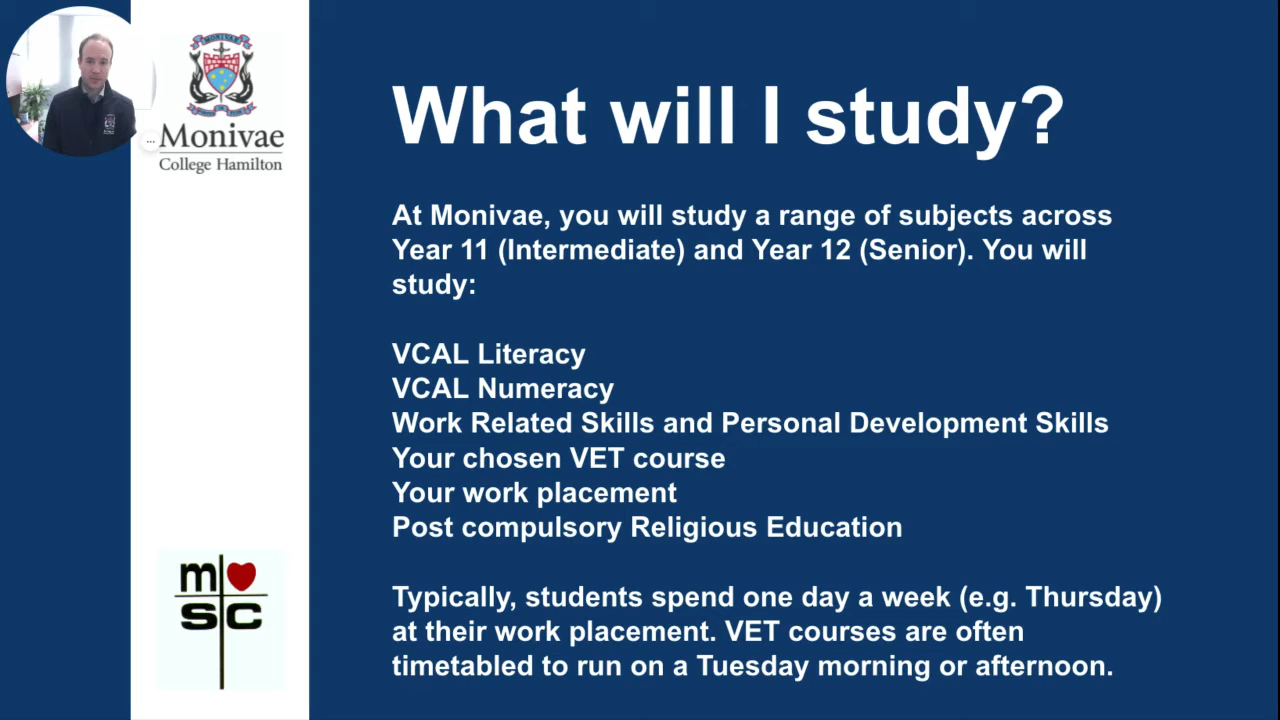 MONIVAE
Monivae
College Hamilton
What will I study?
At Monivae, you will study a range of subjects across
Year 11 (Intermediate) and Year 12 (Senior). You will
study:
VCAL Literacy
VCAL Numeracy
Work Related Skills and Personal Development Skills
Your chosen VET course
Your work placement
Post compulsory Religious Education
Typically, students spend one day a week (e.g. Thursday)
at their work placement. VET courses are often
timetabled to run on a Tuesday morning or afternoon.
m
SC